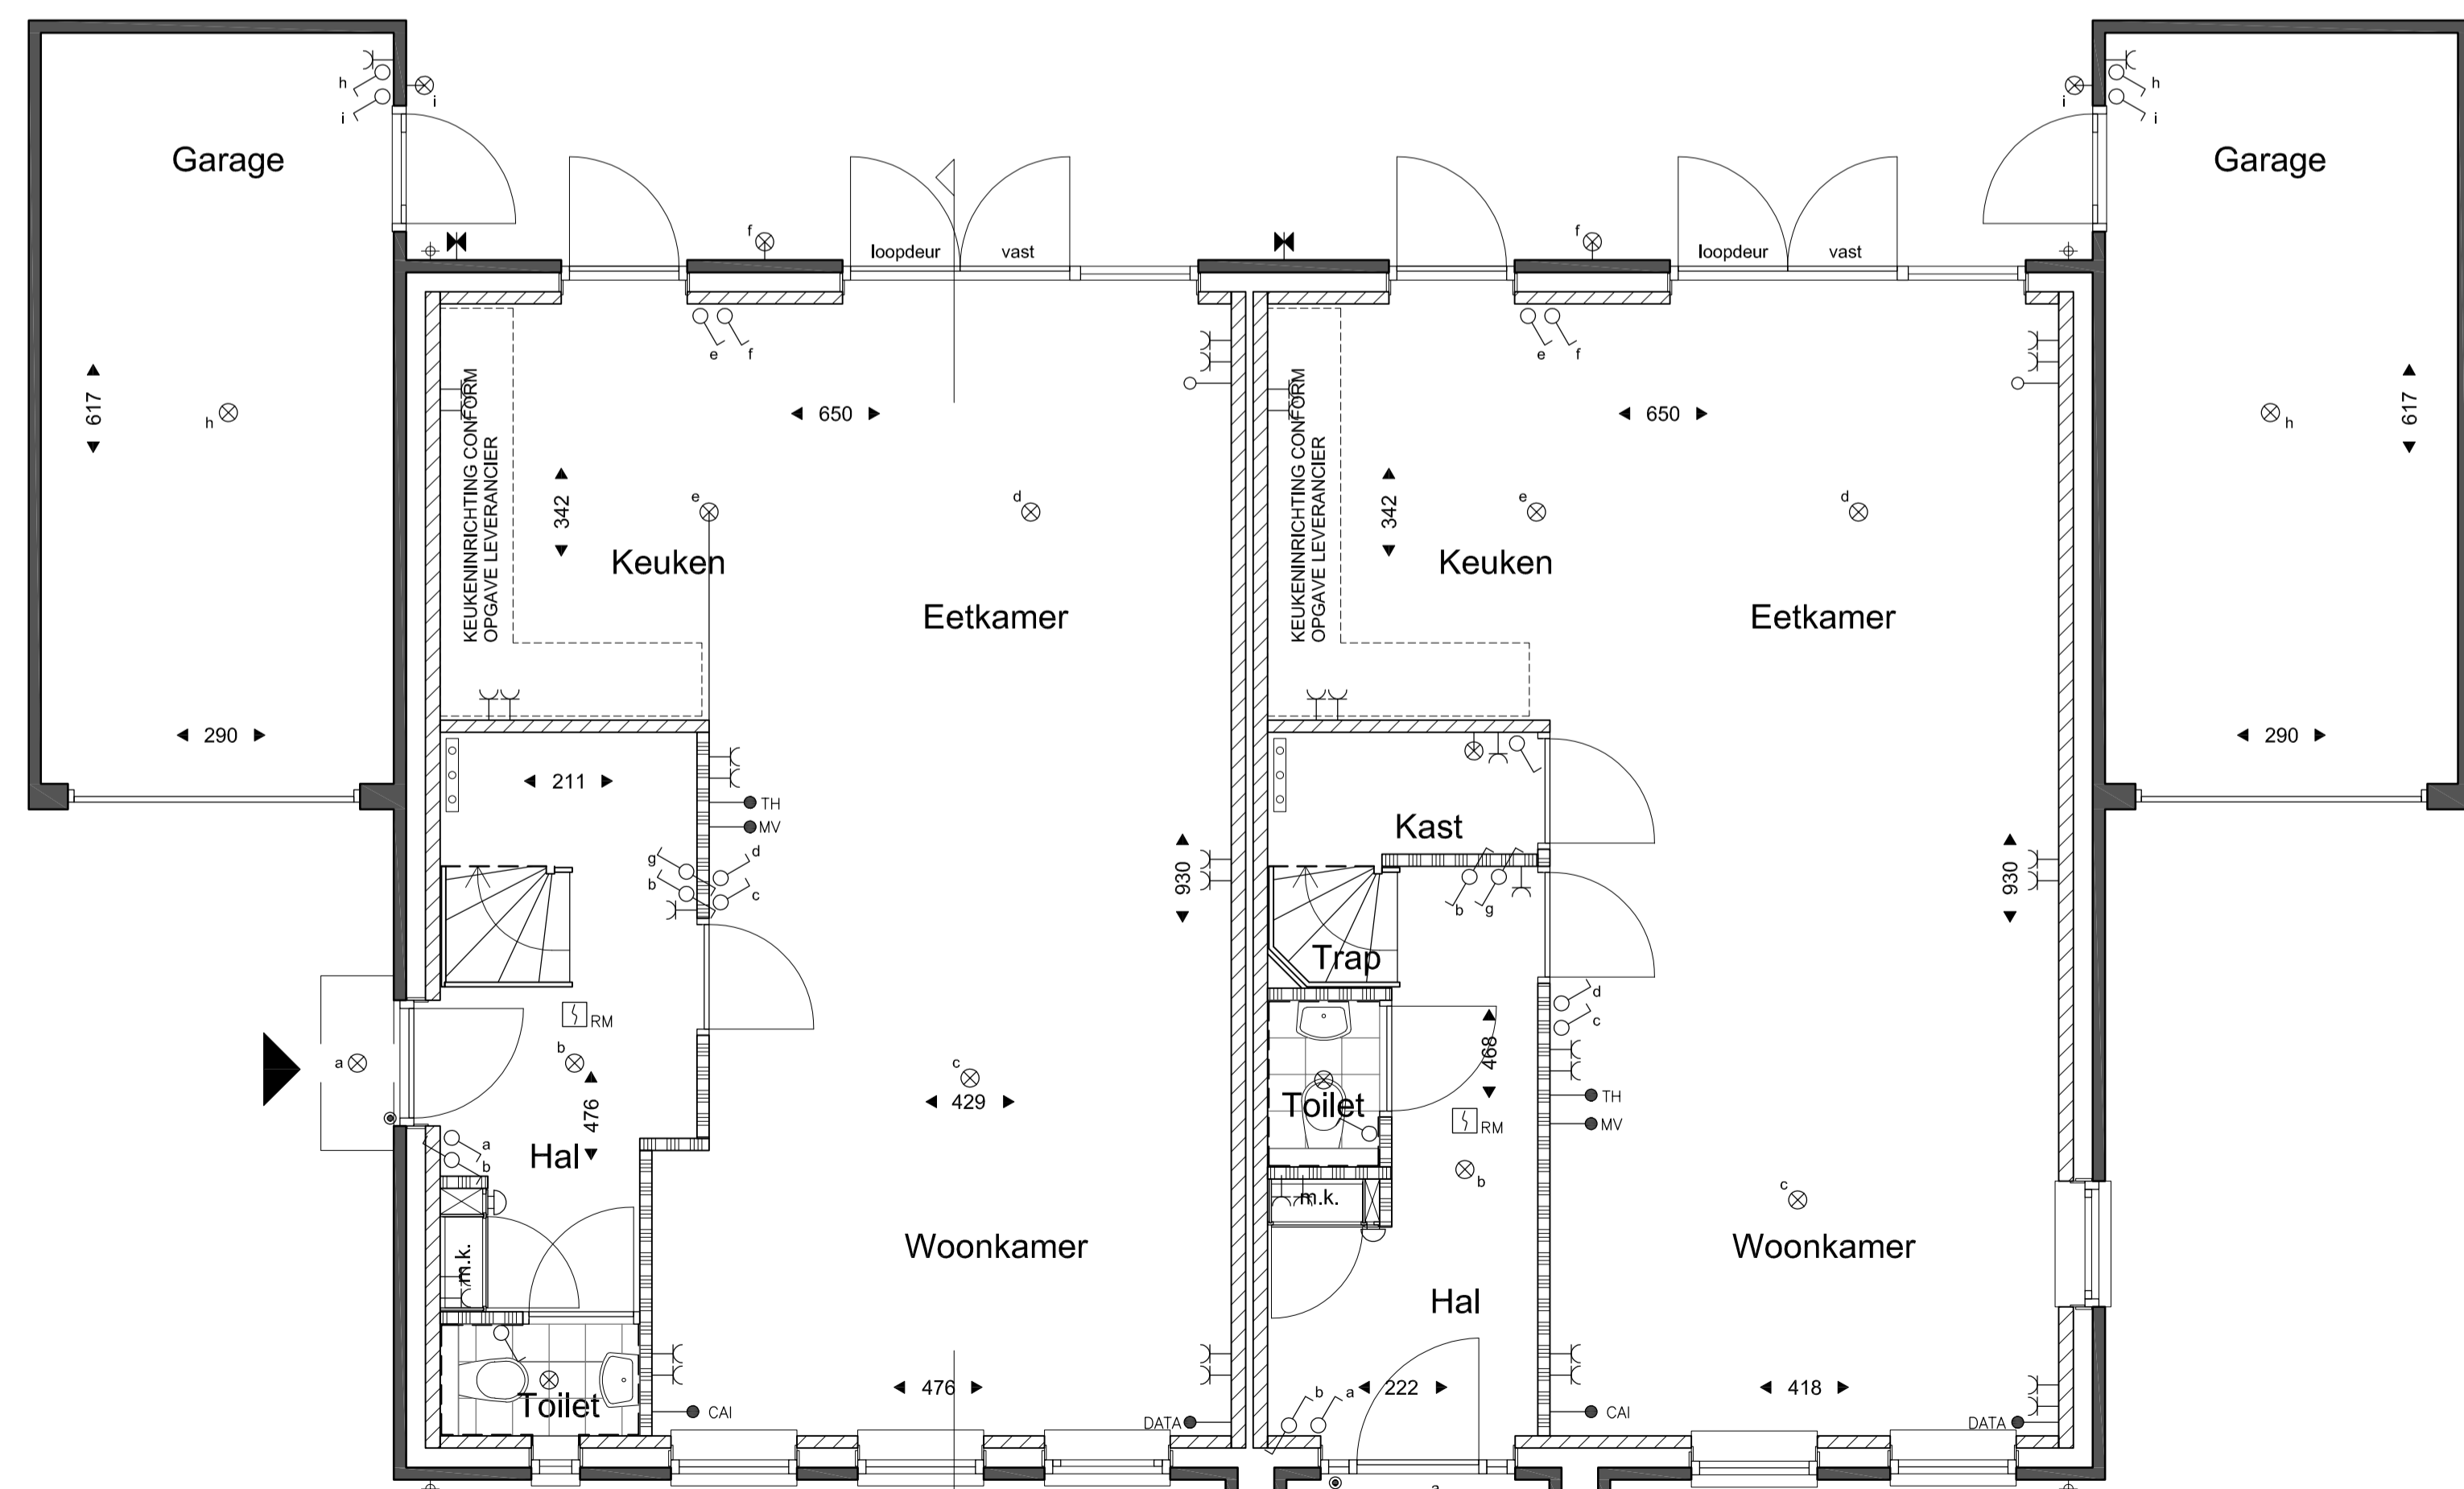 h
i
i
Garage
f
loopdeur
vast
f
loopdeur
vast
i
h
i
Garage
e
f
e
f
617
h
KEUKENINRICHTING CONFORM
OPGAVE LEVERANCIER
650
342
e
d
Keuken
Eetkamer
KEUKENINRICHTING CONFORM
OPGAVE LEVERANCIER
650
342
e
d
Keuken
Eetkamer
617
h
290
211
TH
MV
g
b
d
c
930
Kast
b
g
930
290
Trap
d
c
RM
a
b
476
c
429
468
Toilet
TH
MV
RM
b
a
b
Hal
m.k.
m.k.
c
Woonkamer
Hal
Woonkamer
Toilet
476
CAI
DATA
b
a
222
418
CAI
DATA
a